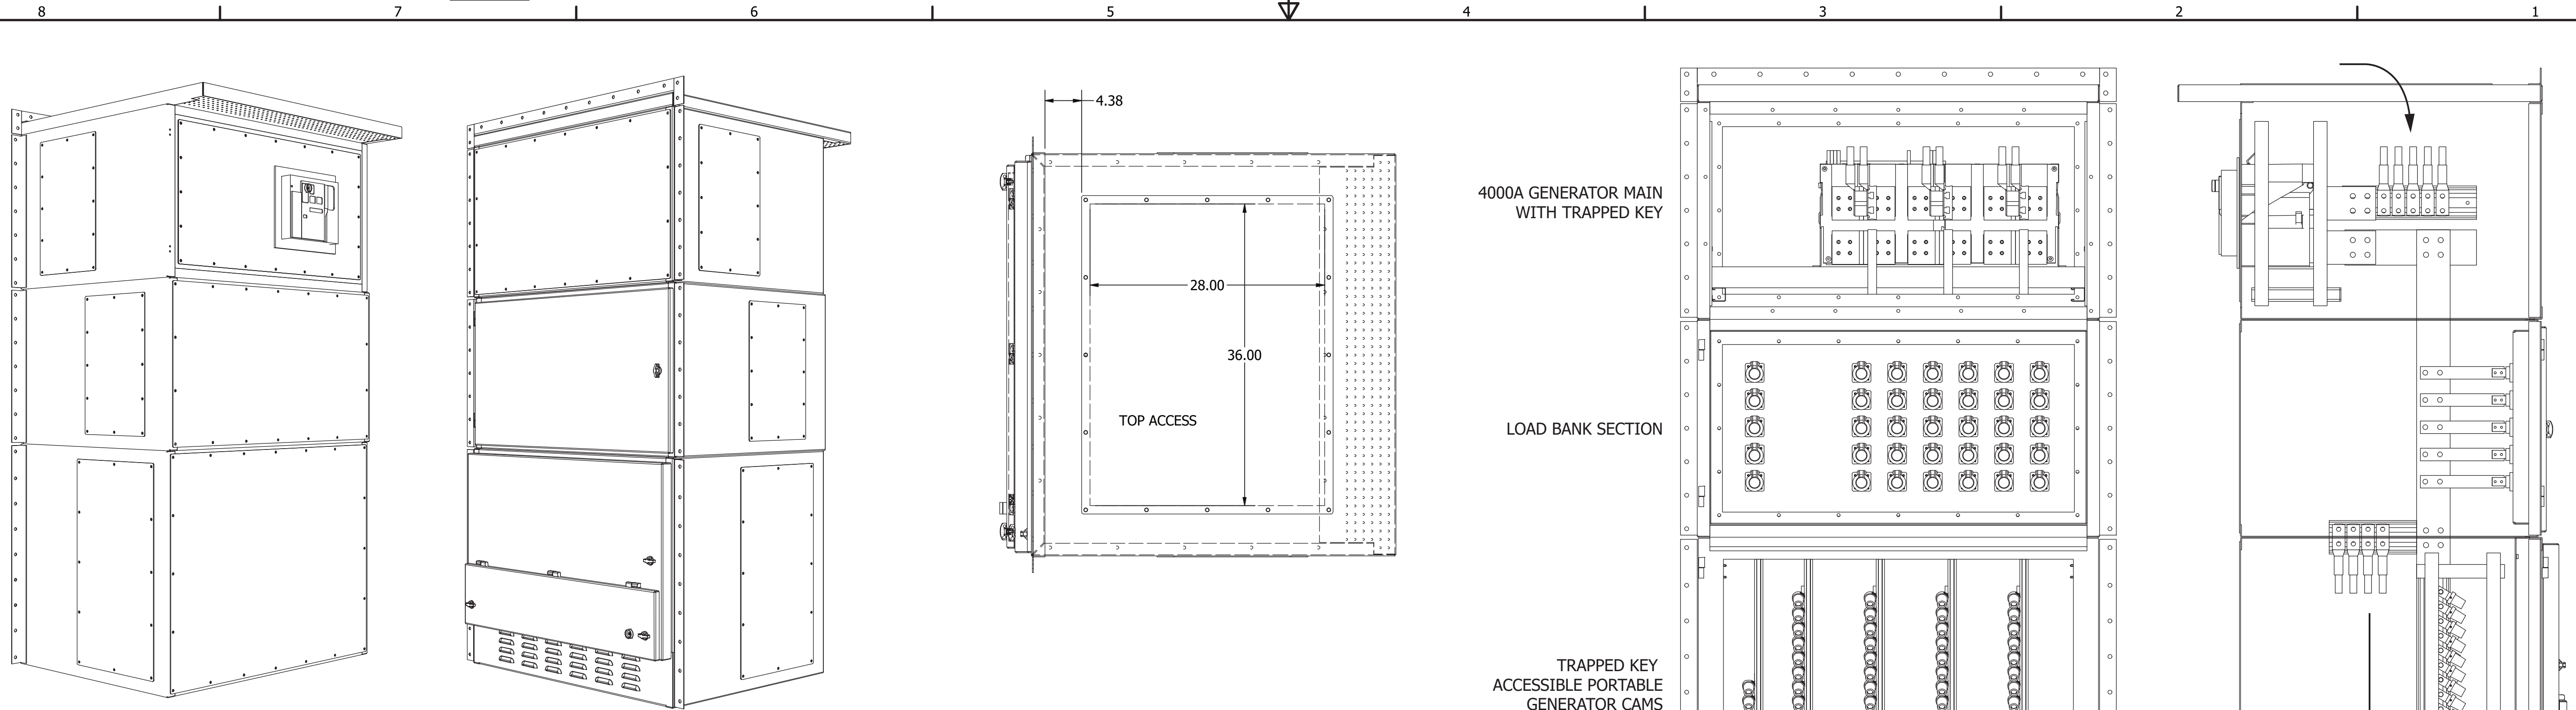 8 7 6 5 4 3 2 1
4.38
28.00
36.00
TOP ACCESS
4000A GENERATOR MAIN
WITH TRAPPED KEY
LOAD BANK SECTION
TRAPPED KEY
ACCESSIBLE PORTABLE
GENERATOR CAMS